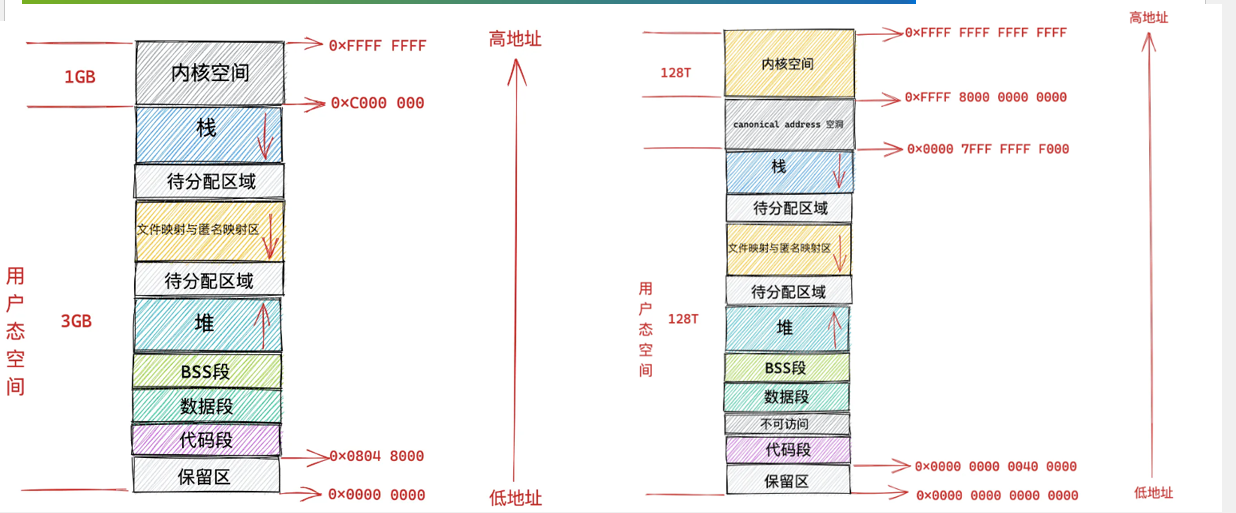 0×FFFF FFFF
1GB
内核空间
0×C000 000
高地址
栈
待分配区域
文件映射与匿名映射区
待分配区域
用户态空间
3GB
堆
BSS段
数据段
代码段
0×0804 8000
保留区
0×0000 0000
低地址
高地址
0×FFFF FFFF FFFF FFFF
128T
内核空间
0×FFFF 8000 0000 0000
canonical address 空洞
0×0000 7FFF FFFF F000
栈
待分配区域
文件映射与匿名映射区
待分配区域
用户态空间
128T
堆
BSS段
数据段
不可访问
代码段
0×0000 0000 0040 0000
保留区
0×0000 0000 0000 0000
低地址